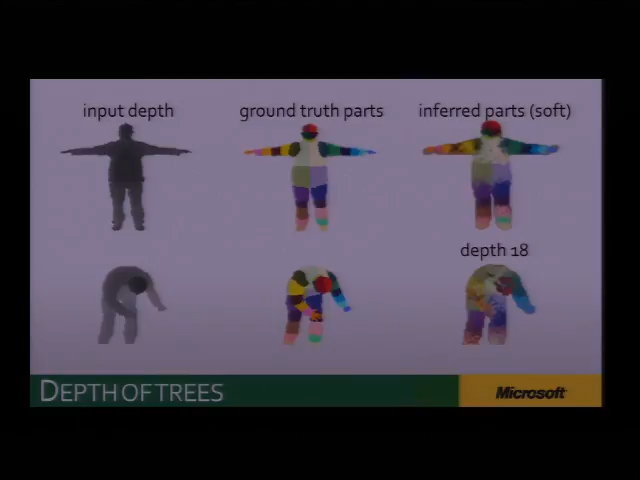 input depth
ground truth parts
inferred parts (soft)
depth 18
DEPTH OF TREES
Microsoft